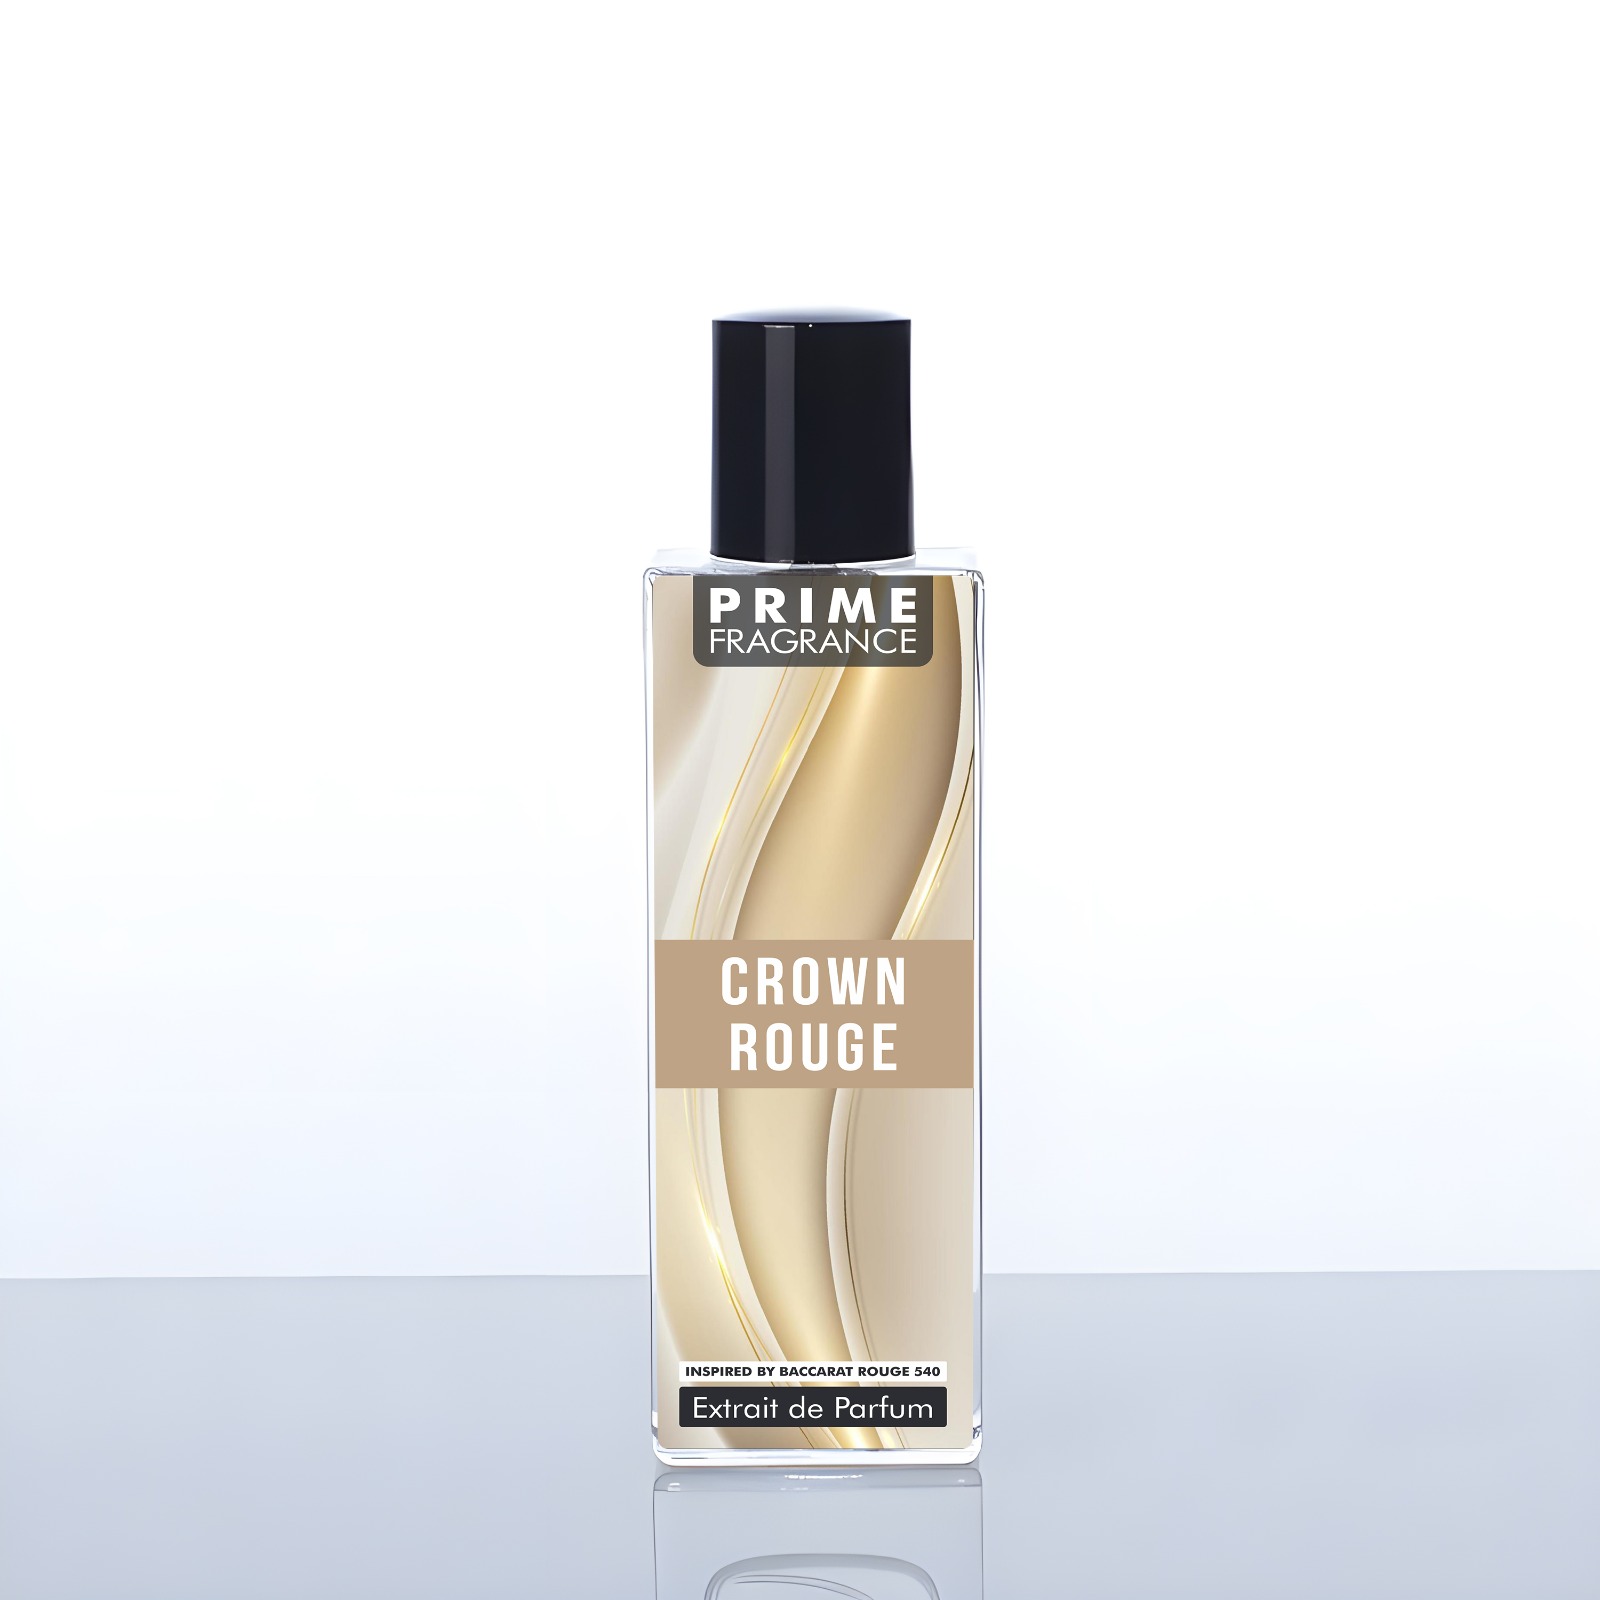 PRIME
FRAGRANCE
CROWN
ROUGE
INSPIRED BY BACCARAT ROUGE 540
Extrait de Parfum